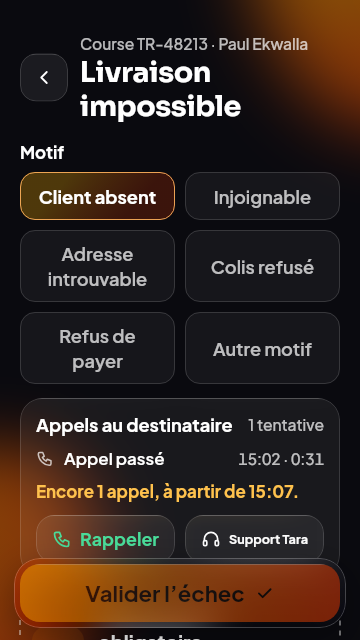 Course TR-48213 · Paul Ekwalla
Livraison
impossible
Motif
Client absent
Injoignable
Adresse
introuvable
Colis refusé
Refus de
payer
Autre motif
Appels au destinataire
1 tentative
Appel passé
15:02 · 0:31
Encore 1 appel, à partir de 15:07.
Rappeler
Support Tara
Valider l’échec
obligatoire